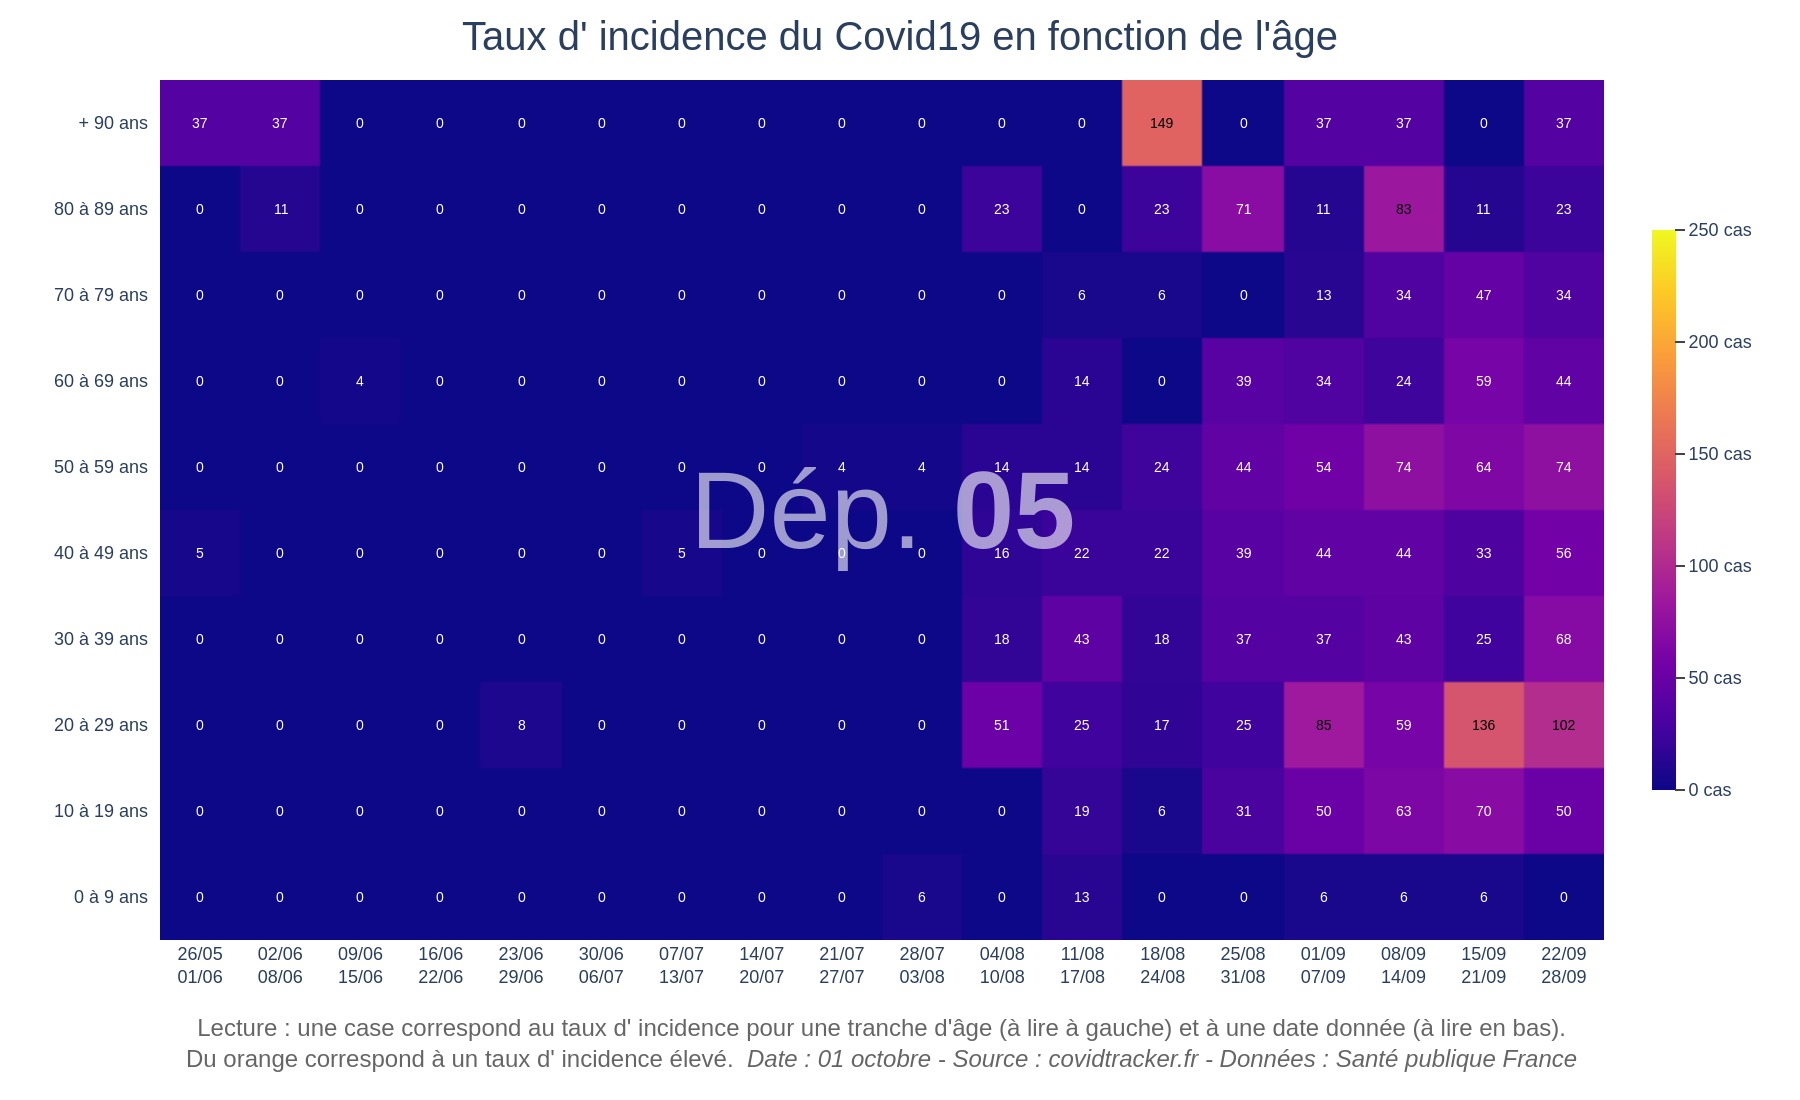 Taux d' incidence du Covid19 en fonction de l'âge
+ 90 ans 37 37 0 0 0 0 0 0 0 0 0 0 149 0 37 37 0 37
80 à 89 ans 0 11 0 0 0 0 0 0 0 0 23 0 23 71 11 83 11 23
250 cas
70 à 79 ans 0 0 0 0 0 0 0 0 0 0 0 6 6 0 13 34 47 34
200 cas
60 à 69 ans 0 0 4 0 0 0 0 0 0 0 0 14 0 39 34 24 59 44
150 cas
50 à 59 ans 0 0 0 0 0 0 0 0 4 4 14 14 24 44 54 74 64 74
Dép. 05
40 à 49 ans 5 0 0 0 0 0 5 0 0 0 16 22 22 39 44 44 33 56
100 cas
30 à 39 ans 0 0 0 0 0 0 0 0 0 0 18 43 18 37 37 43 25 68
50 cas
20 à 29 ans 0 0 0 0 8 0 0 0 0 0 51 25 17 25 85 59 136 102
0 cas
10 à 19 ans 0 0 0 0 0 0 0 0 0 0 0 19 6 31 50 63 70 50
0 à 9 ans 0 0 0 0 0 0 0 0 0 6 0 13 0 0 6 6 6 0
26/05 02/06 09/06 16/06 23/06 30/06 07/07 14/07 21/07 28/07 04/08 11/08 18/08 25/08 01/09 08/09 15/09 22/09
01/06 08/06 15/06 22/06 29/06 06/07 13/07 20/07 27/07 03/08 10/08 17/08 24/08 31/08 07/09 14/09 21/09 28/09
Lecture : une case correspond au taux d' incidence pour une tranche d'âge (à lire à gauche) et à une date donnée (à lire en bas).
Du orange correspond à un taux d' incidence élevé. Date : 01 octobre - Source : covidtracker.fr - Données : Santé publique France